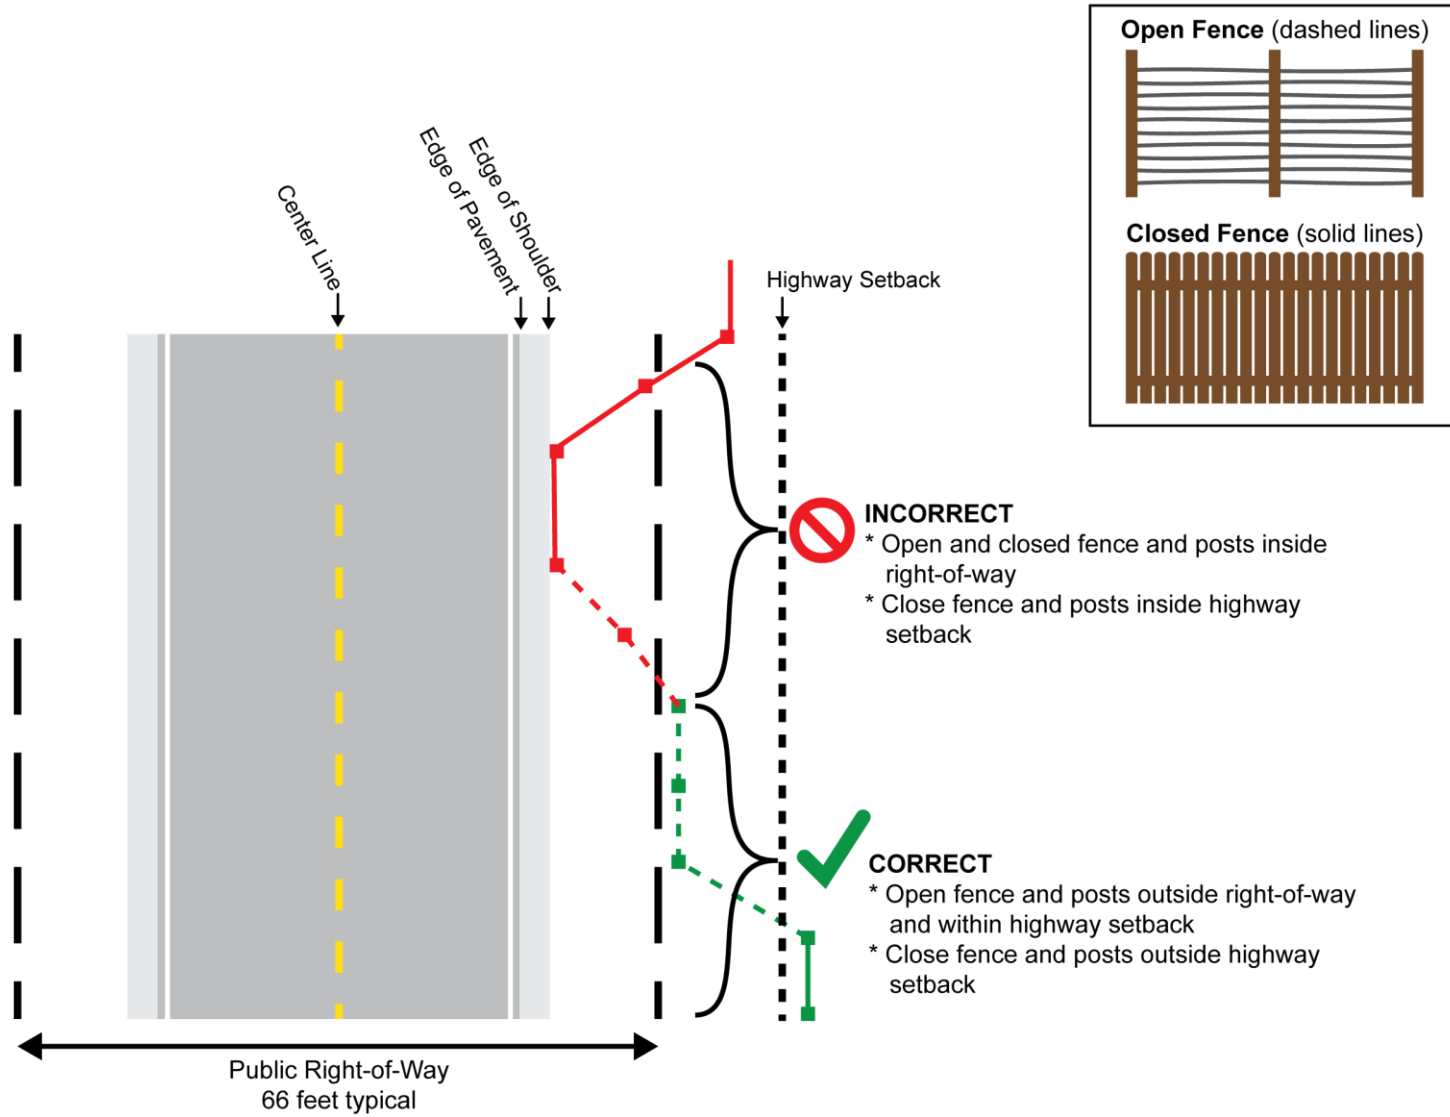 Open Fence (dashed lines)
Closed Fence (solid lines)
Center Line
Edge of Pavement
Edge of Shoulder
Highway Setback
INCORRECT
* Open and closed fence and posts inside
right-of-way
* Close fence and posts inside highway
setback
CORRECT
* Open fence and posts outside right-of-way
and within highway setback
* Close fence and posts outside highway
setback
Public Right-of-Way
66 feet typical